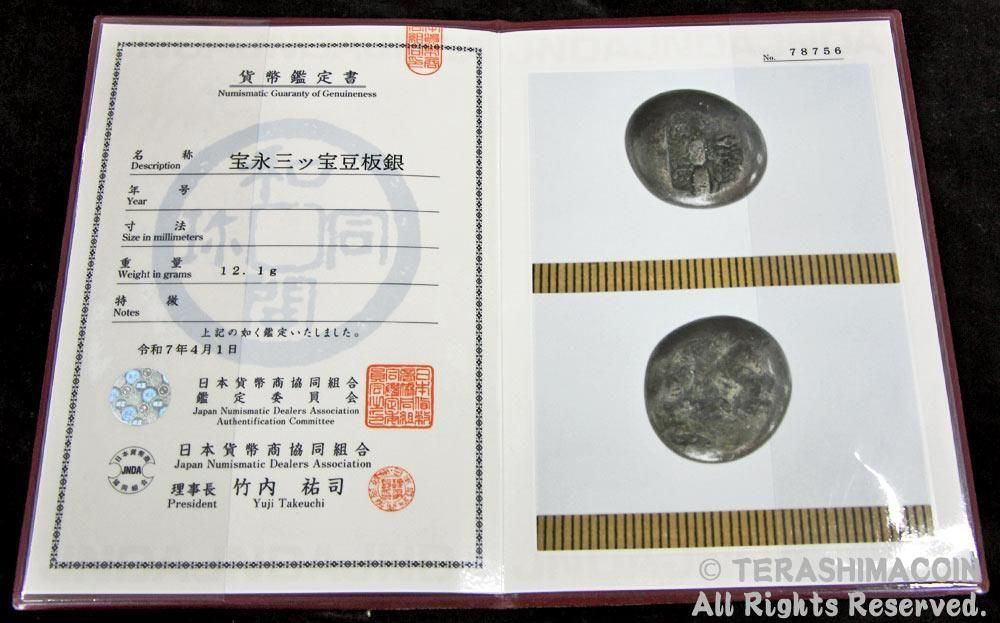 貨幣鑑定書
Numismatic Guaranty of Genuineness
名称
Description
宝永三ッ宝豆板銀
年号
Year
寸法
Size in millimeters
重量
Weight in grams
12.1g
特徴
Notes
上記の如く鑑定いたしました。
令和7年4月1日
日本貨幣商協同組合
鑑定委員会
Japan Numismatic Dealers Association
Authentification Committee
日本貨幣商協同組合
Japan Numismatic Dealers Association
理事長 竹内 祐司
President Yuji Takeuchi
JNDA
和同開珎
No. 78756
© TERASHIMACOIN
All Rights Reserved.